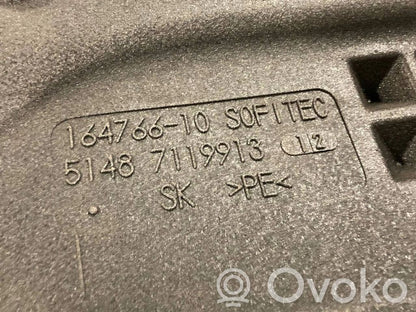 164766-10 SOFITEC
5148 7119913 12
SK >PE<
Ovoko